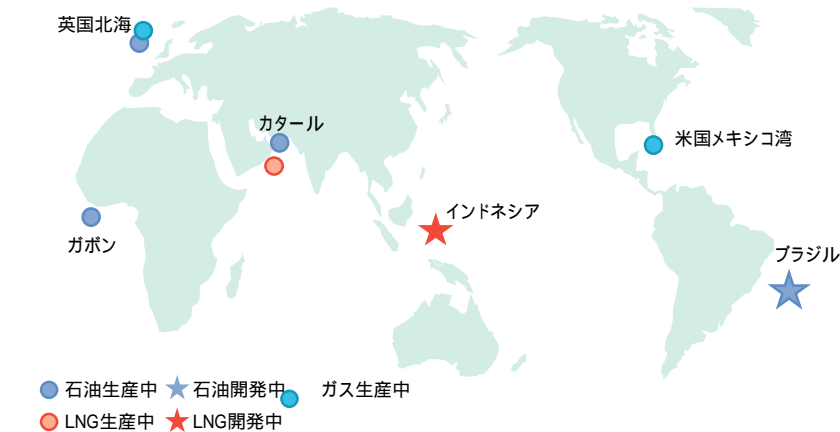 英国北海
カタール
米国メキシコ湾
インドネシア
ガボン
ブラジル
石油生産中 石油開発中 ガス生産中
LNG生産中 LNG開発中